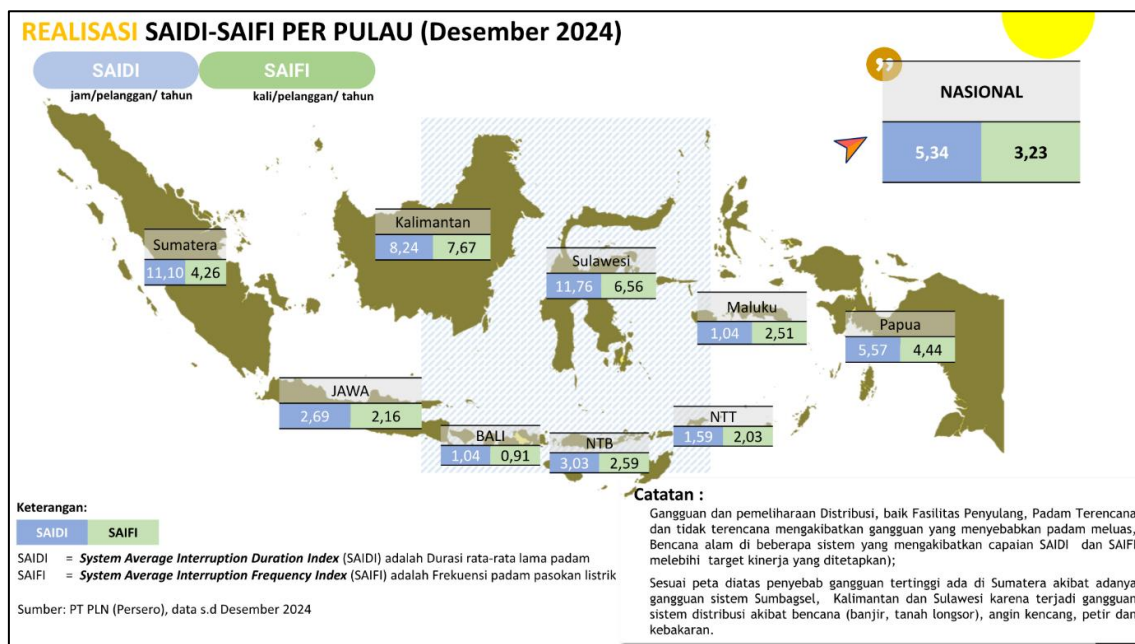 REALISASI SAIDI-SAIFI PER PULAU (Desember 2024)
SAIDI SAIFI
jam/pelanggan/ tahun kali/pelanggan/ tahun
NASIONAL
5,34 3,23
Sumatera
11,10 4,26
Kalimantan
8,24 7,67
Sulawesi
11,76 6,56
Maluku
1,04 2,51
Papua
5,57 4,44
JAWA
2,69 2,16
BALI
1,04 0,91
NTB
3,03 2,59
NTT
1,59 2,03
Keterangan:
SAIDI SAIFI
SAIDI = System Average Interruption Duration Index (SAIDI) adalah Durasi rata-rata lama padam
SAIFI = System Average Interruption Frequency Index (SAIFI) adalah Frekuensi padam pasokan listrik
Sumber: PT PLN (Persero), data s.d Desember 2024
Catatan :
Gangguan dan pemeliharaan Distribusi, baik Fasilitas Penyulang, Padam Terencana
dan tidak terencana mengakibatkan gangguan yang menyebabkan padam meluas,
Bencana alam di beberapa sistem yang mengakibatkan capaian SAIDI dan SAIFI
melebihi target kinerja yang ditetapkan);
Sesuai peta diatas penyebab gangguan tertinggi ada di Sumatera akibat adanya
gangguan sistem Sumbagsel, Kalimantan dan Sulawesi karena terjadi gangguan
sistem distribusi akibat bencana (banjir, tanah longsor), angin kencang, petir dan
kebakaran.